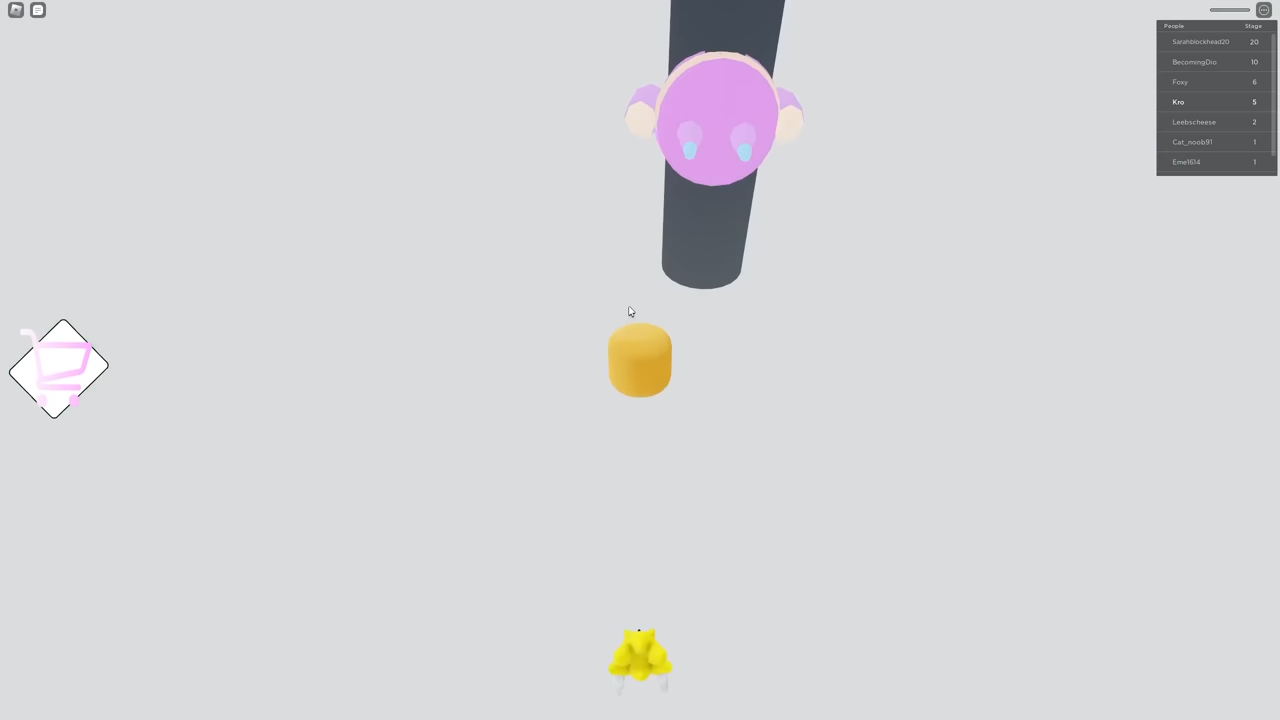 People Stage
Sarahblockhead20 20
BecomingDio 10
Foxy 6
Kro 5
Leebscheese 2
Cat_noob91 1
Eme1614 1